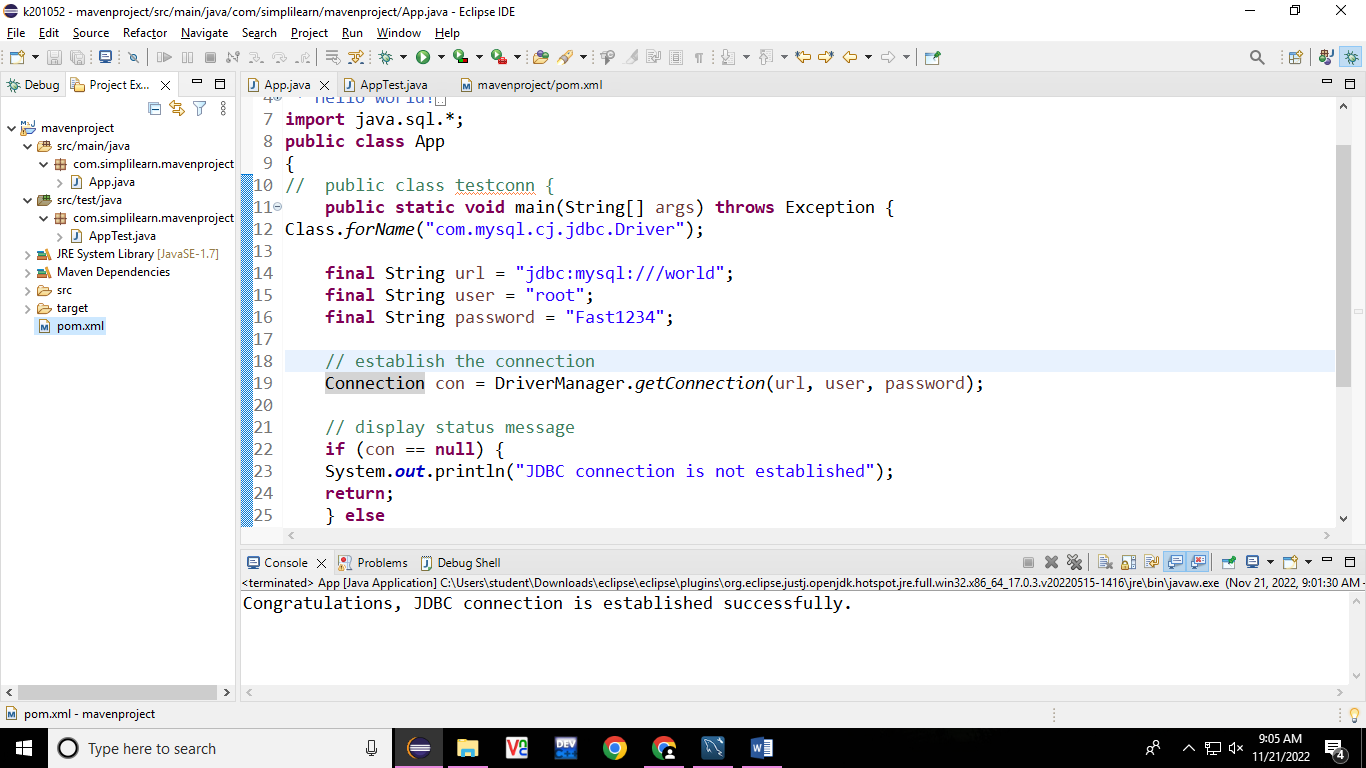 k201052 - mavenproject/src/main/java/com/simplilearn/mavenproject/App.java - Eclipse IDE
File Edit Source Refactor Navigate Search Project Run Window Help
Debug Project Ex... App.java AppTest.java mavenproject/pom.xml
mavenproject
src/main/java
com.simplilearn.mavenproject
App.java
src/test/java
com.simplilearn.mavenproject
AppTest.java
JRE System Library [JavaSE-1.7]
Maven Dependencies
src
target
pom.xml
4 * Hello world!
7 import java.sql.*;
8 public class App
9 {
10 // public class testconn {
11 public static void main(String[] args) throws Exception {
12 Class.forName("com.mysql.cj.jdbc.Driver");
13
14 final String url = "jdbc:mysql:///world";
15 final String user = "root";
16 final String password = "Fast1234";
17
18 // establish the connection
19 Connection con = DriverManager.getConnection(url, user, password);
20
21 // display status message
22 if (con == null) {
23 System.out.println("JDBC connection is not established");
24 return;
25 } else
Console Problems Debug Shell
<terminated> App [Java Application] C:\Users\student\Downloads\eclipse\eclipse\plugins\org.eclipse.justj.openjdk.hotspot.jre.full.win32.x86_64_17.0.3.v20220515-1416\jre\bin\javaw.exe (Nov 21, 2022, 9:01:30 AM -
Congratulations, JDBC connection is established successfully.
pom.xml - mavenproject
Type here to search
DEV C++
9:05 AM
11/21/2022
4